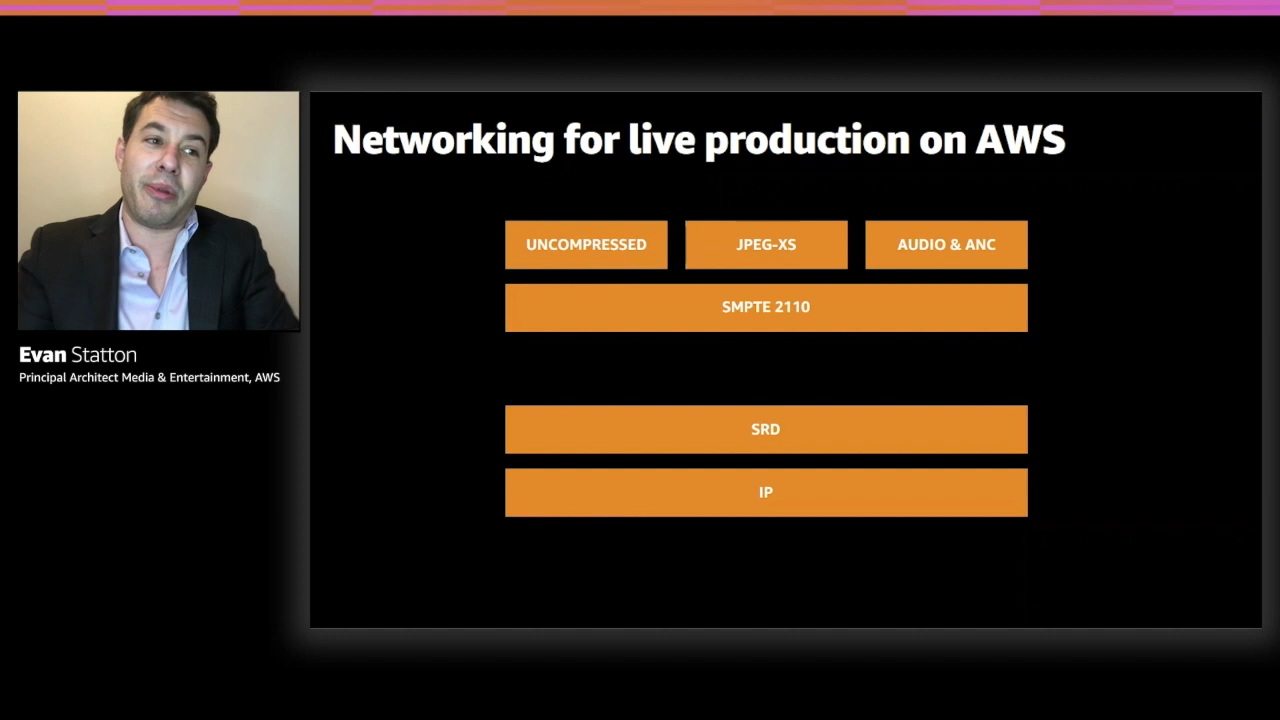 Networking for live production on AWS
UNCOMPRESSED
JPEG-XS
AUDIO & ANC
SMPTE 2110
SRD
IP
Evan Statton
Principal Architect Media & Entertainment, AWS